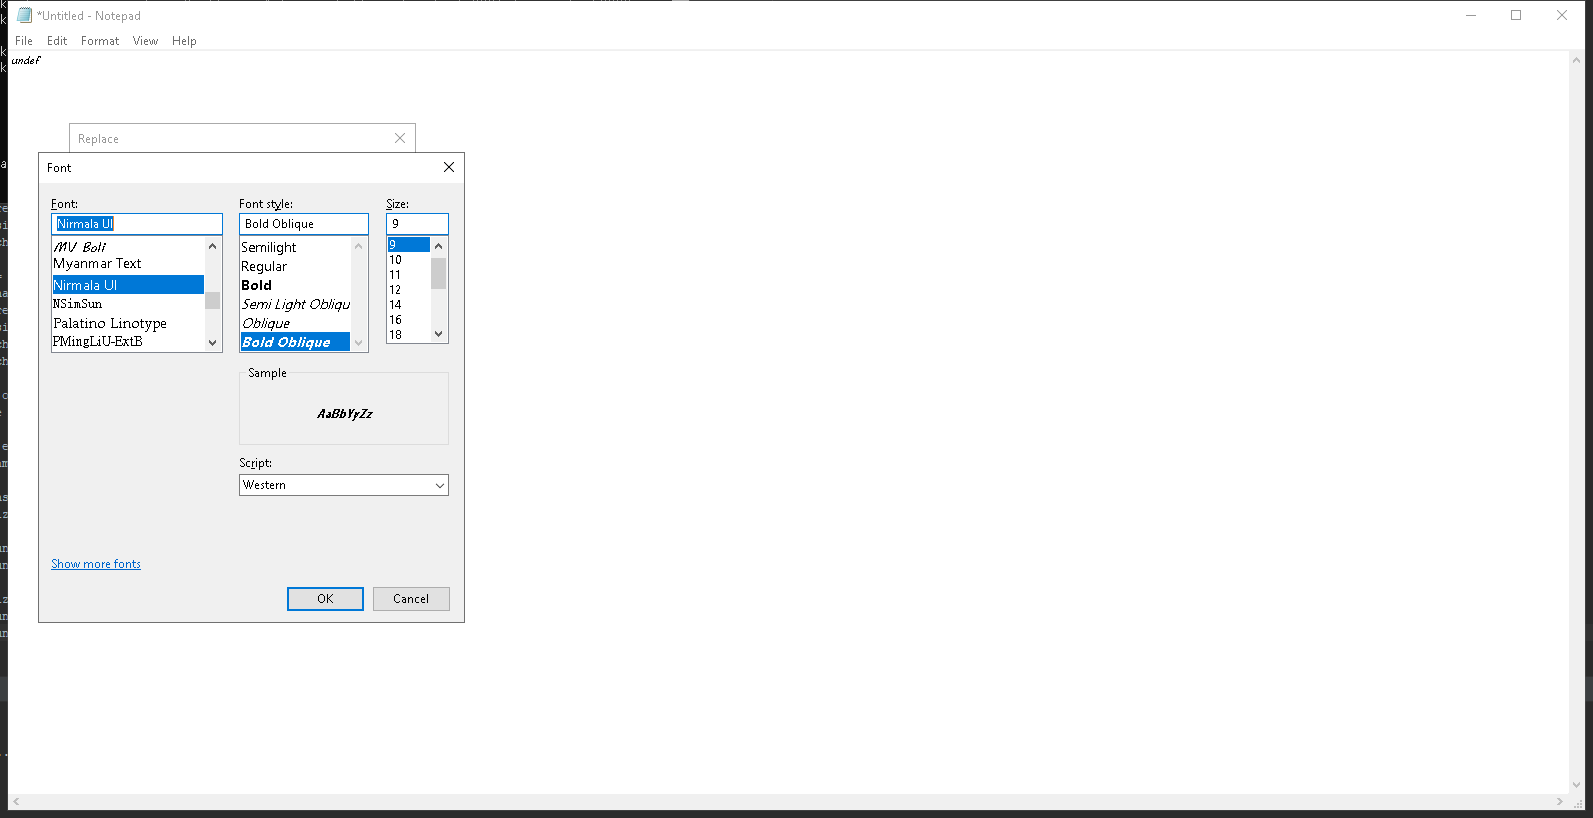 *Untitled - Notepad
File Edit Format View Help
undef
Replace
Font
Font: Font style: Size:
Nirmala UI Bold Oblique 9
MV Boli
Myanmar Text
Nirmala UI
NSimSun
Palatino Linotype
PMingLiU-ExtB
Semilight
Regular
Bold
Semi Light Obliqu
Oblique
Bold Oblique
9
10
11
12
14
16
18
Sample
AaBbYyZz
Script:
Western
Show more fonts
OK Cancel